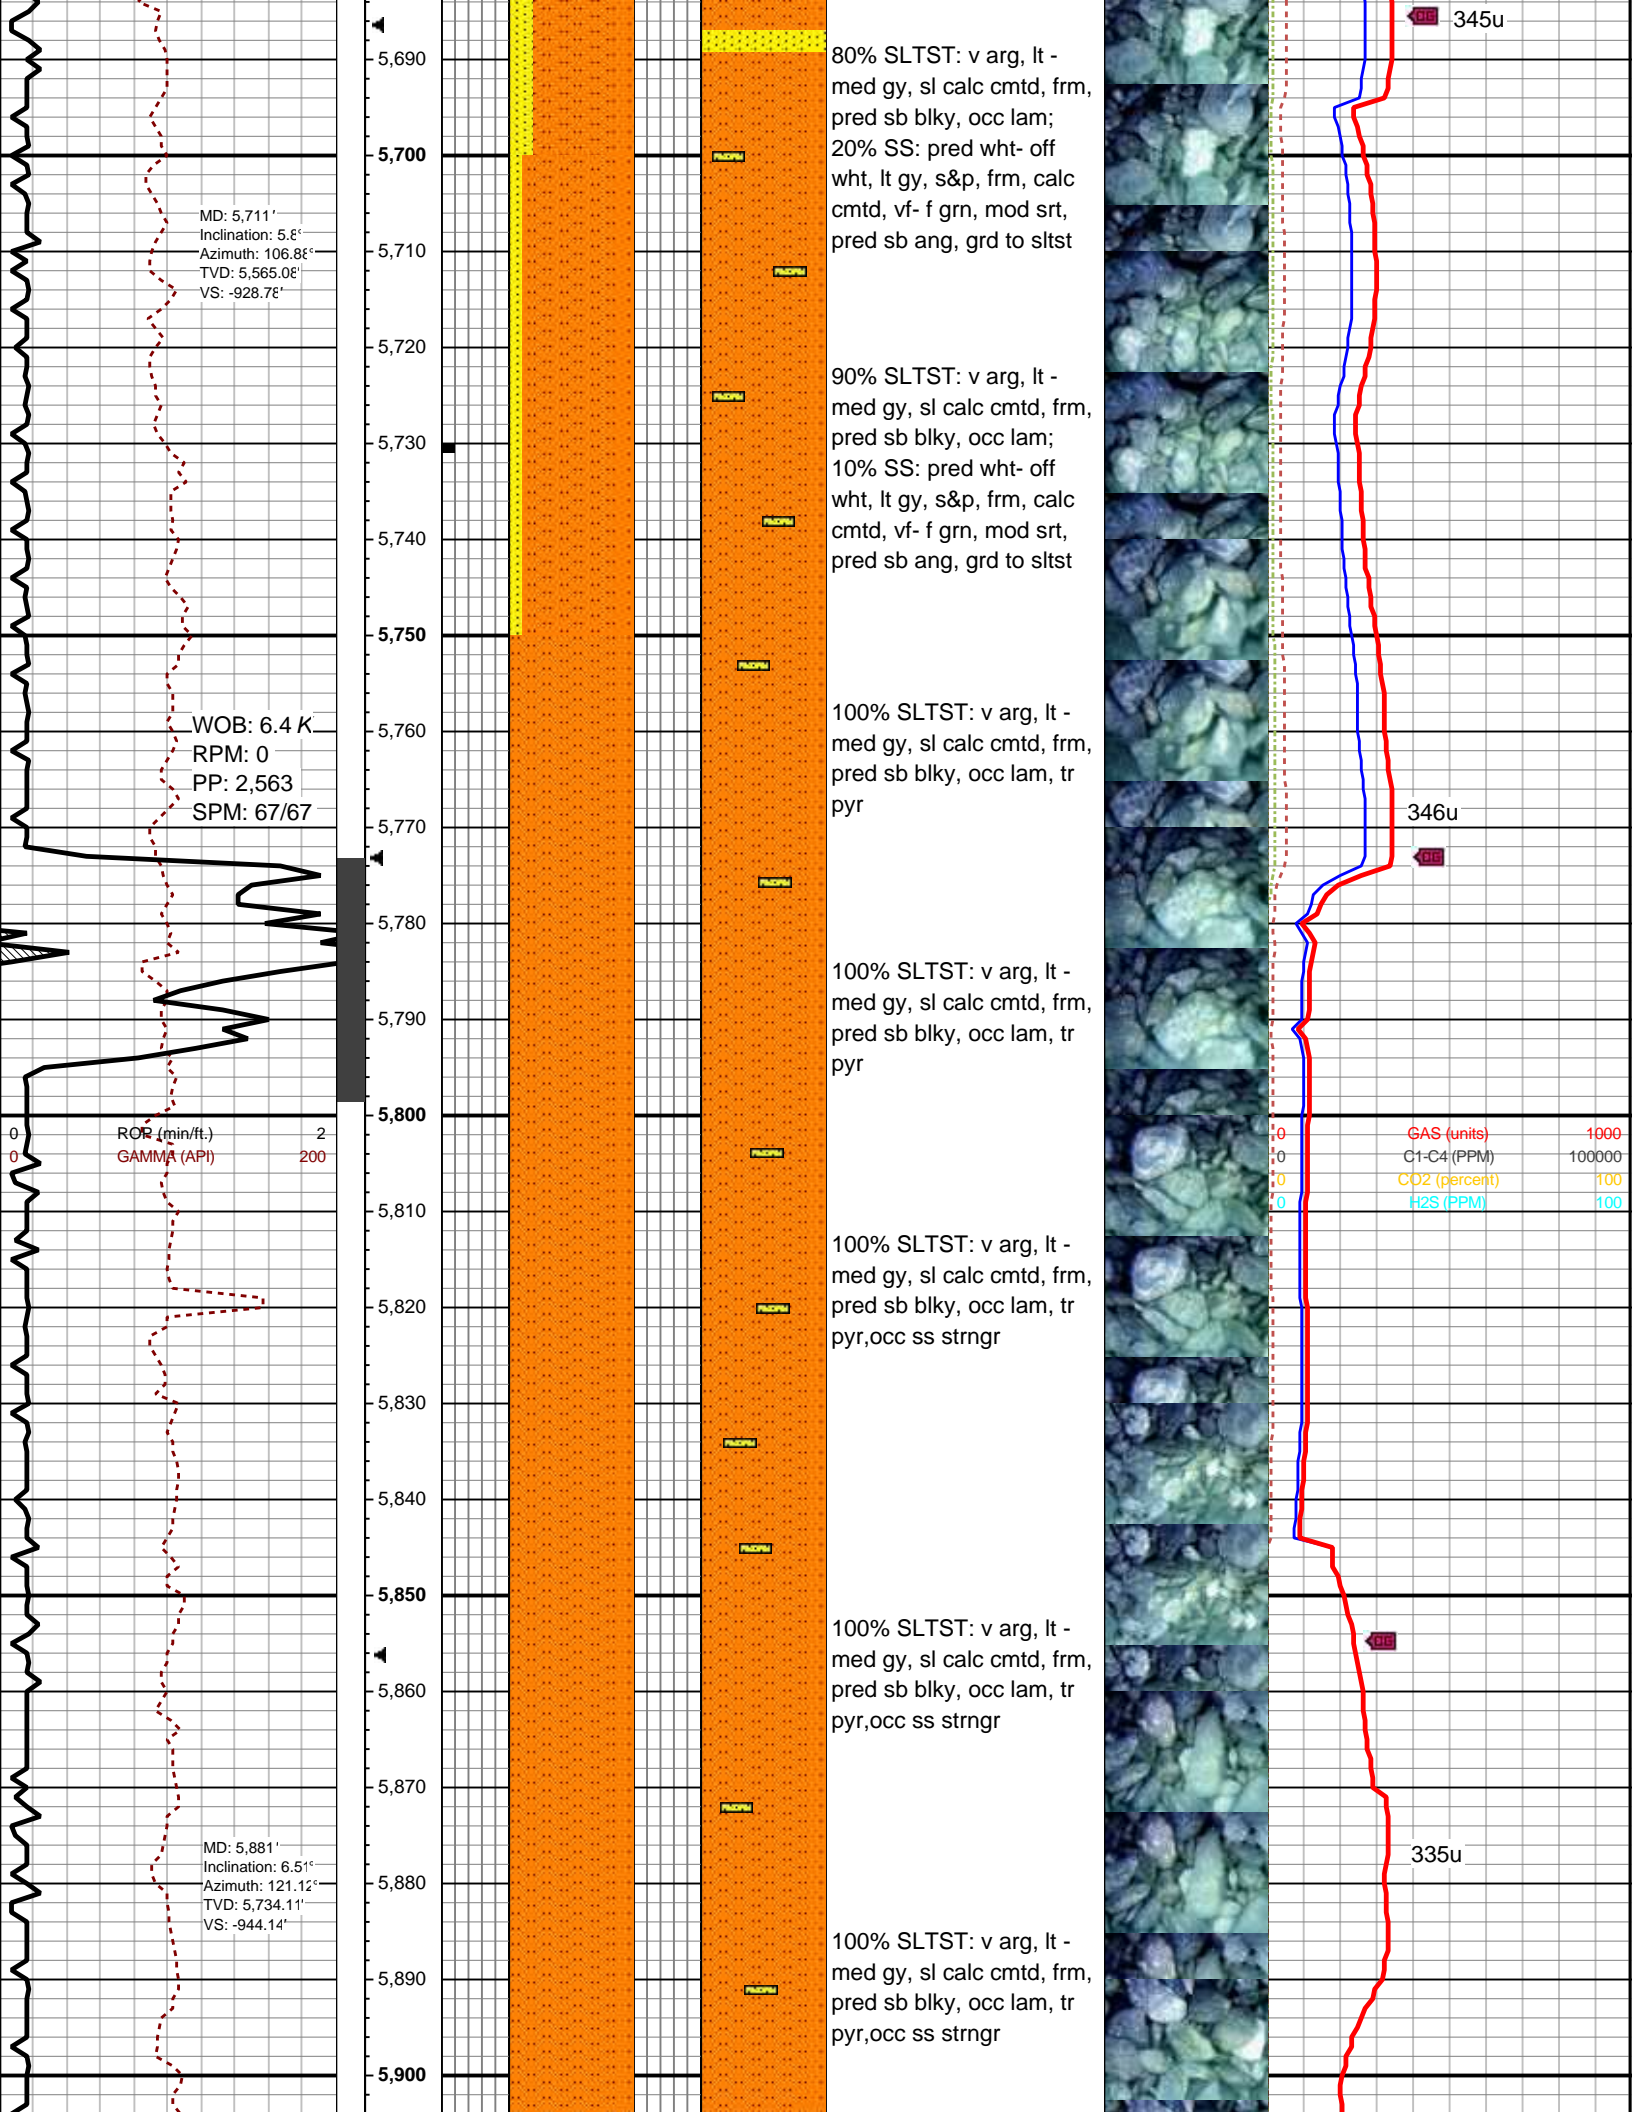 345u
5,690
5,700
5,710
5,720
5,730
5,740
5,750
5,760
5,770
5,780
5,790
5,800
5,810
5,820
5,830
5,840
5,850
5,860
5,870
5,880
5,890
5,900
MD: 5,711'
Inclination: 5.8°
Azimuth: 106.88°
TVD: 5,565.08'
VS: -928.78'
WOB: 6.4 K
RPM: 0
PP: 2,563
SPM: 67/67
0 ROP (min/ft.) 2
0 GAMMA (API) 200
MD: 5,881'
Inclination: 6.51°
Azimuth: 121.12°
TVD: 5,734.11'
VS: -944.14'
80% SLTST: v arg, lt -
med gy, sl calc cmtd, frm,
pred sb blky, occ lam;
20% SS: pred wht- off
wht, lt gy, s&p, frm, calc
cmtd, vf- f grn, mod srt,
pred sb ang, grd to sltst
90% SLTST: v arg, lt -
med gy, sl calc cmtd, frm,
pred sb blky, occ lam;
10% SS: pred wht- off
wht, lt gy, s&p, frm, calc
cmtd, vf- f grn, mod srt,
pred sb ang, grd to sltst
100% SLTST: v arg, lt -
med gy, sl calc cmtd, frm,
pred sb blky, occ lam, tr
pyr
100% SLTST: v arg, lt -
med gy, sl calc cmtd, frm,
pred sb blky, occ lam, tr
pyr
100% SLTST: v arg, lt -
med gy, sl calc cmtd, frm,
pred sb blky, occ lam, tr
pyr,occ ss strngr
100% SLTST: v arg, lt -
med gy, sl calc cmtd, frm,
pred sb blky, occ lam, tr
pyr,occ ss strngr
100% SLTST: v arg, lt -
med gy, sl calc cmtd, frm,
pred sb blky, occ lam, tr
pyr,occ ss strngr
CG
346u
CG
0 GAS (units) 1000
0 C1-C4 (PPM) 100000
0 CO2 (percent) 100
0 H2S (PPM) 100
CG
335u